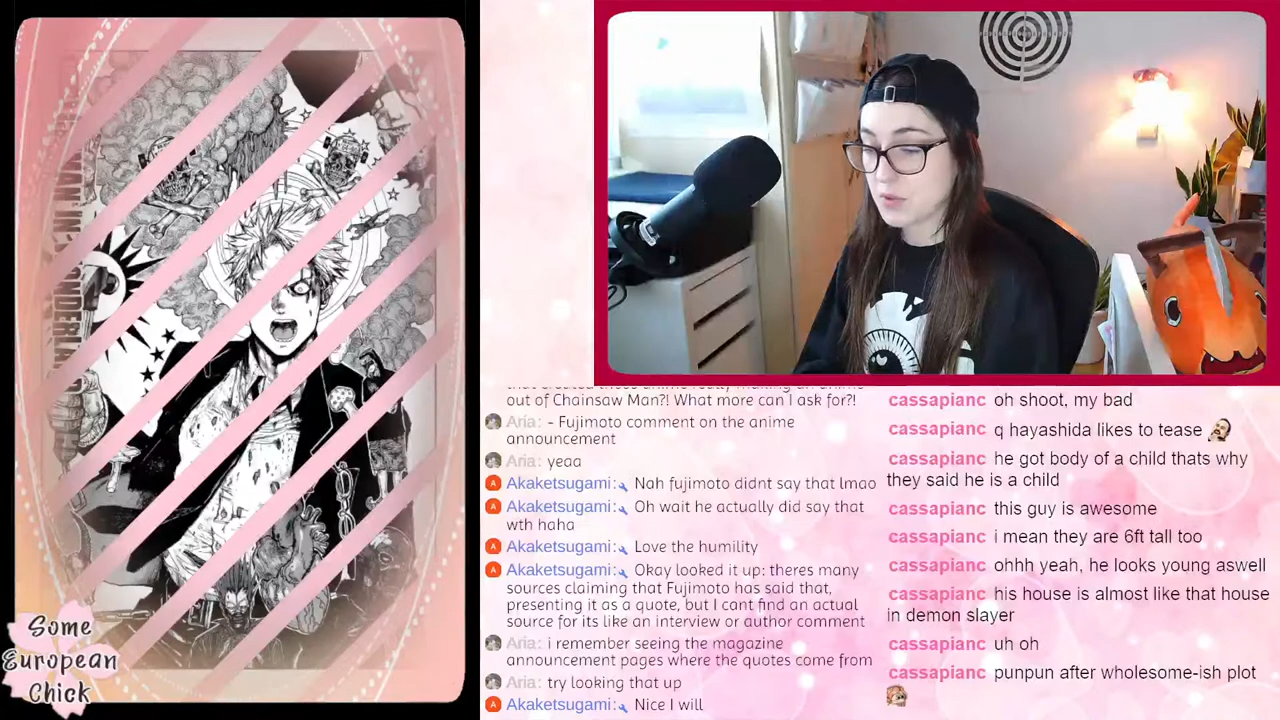 Some
European
Chick
out of Chainsaw Man?! What more can I ask for?!
Aria: - Fujimoto comment on the anime
announcement
Aria: yeaa
Akaketsugami: Nah fujimoto didnt say that lmao
Akaketsugami: Oh wait he actually did say that
wth haha
Akaketsugami: Love the humility
Akaketsugami: Okay looked it up: theres many
sources claiming that Fujimoto has said that,
presenting it as a quote, but I cant find an actual
source for its like an interview or author comment
Aria: i remember seeing the magazine
announcement pages where the quotes come from
Aria: try looking that up
Akaketsugami: Nice I will
cassapianc oh shoot, my bad
cassapianc q hayashida likes to tease
cassapianc he got body of a child thats why
they said he is a child
cassapianc this guy is awesome
cassapianc i mean they are 6ft tall too
cassapianc ohhh yeah, he looks young aswell
cassapianc his house is almost like that house
in demon slayer
cassapianc uh oh
cassapianc punpun after wholesome-ish plot